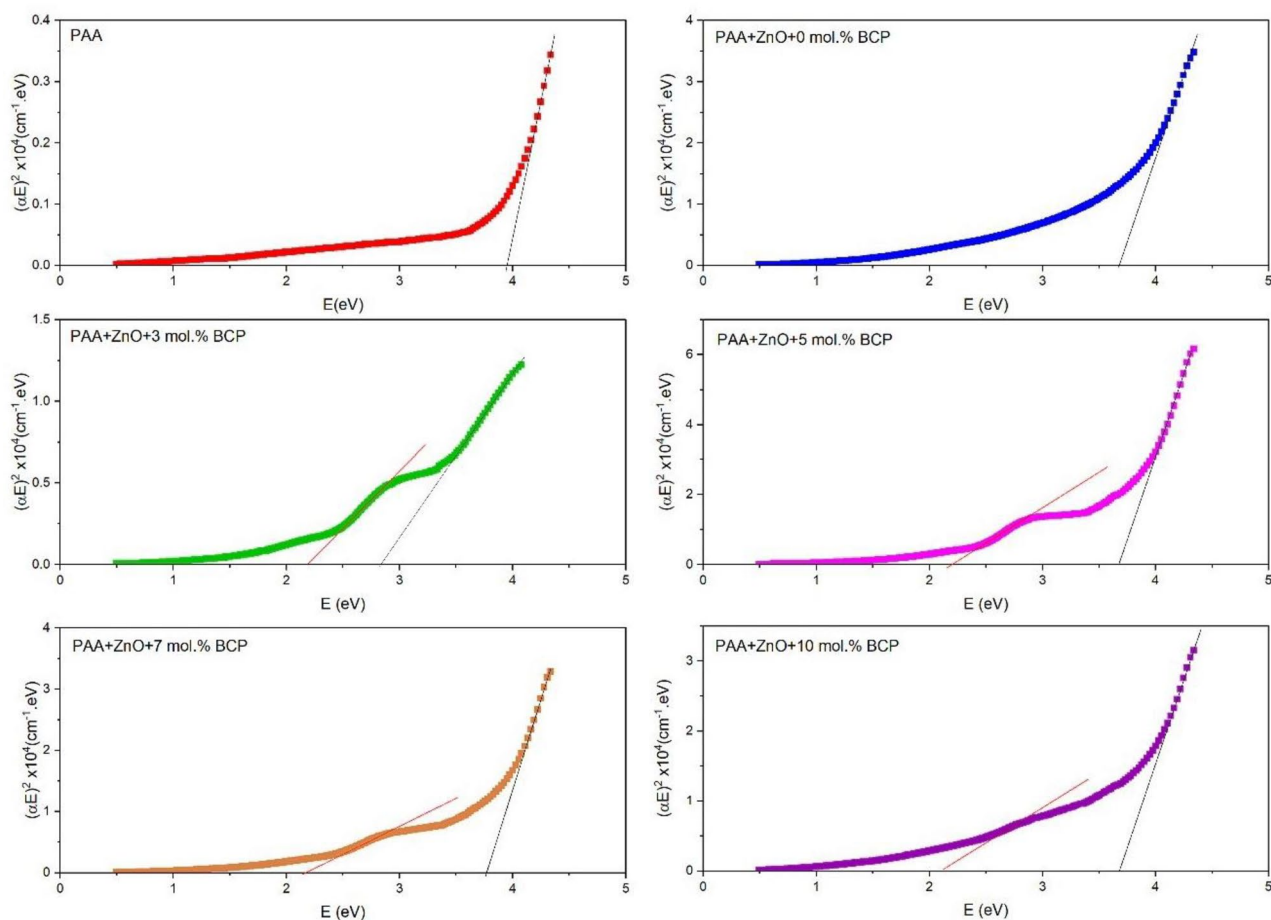 PAA
0.4
0.3
0.2
0.1
0.0
(αE)² x10⁴(cm⁻¹.eV)
0 1 2 3 4 5
E(eV)
PAA+ZnO+0 mol.% BCP
4
3
2
1
0
(αE)² x10⁴(cm⁻¹.eV)
0 1 2 3 4 5
E (eV)
PAA+ZnO+3 mol.% BCP
1.5
1.0
0.5
0.0
(αE)² x10⁴(cm⁻¹.eV)
0 1 2 3 4 5
E (eV)
PAA+ZnO+5 mol.% BCP
6
4
2
0
(αE)² x10⁴(cm⁻¹.eV)
0 1 2 3 4 5
E (eV)
PAA+ZnO+7 mol.% BCP
4
3
2
1
0
(αE)² x10⁴(cm⁻¹.eV)
0 1 2 3 4 5
E (eV)
PAA+ZnO+10 mol.% BCP
3
2
1
0
(αE)² x10⁴(cm⁻¹.eV)
0 1 2 3 4 5
E (eV)